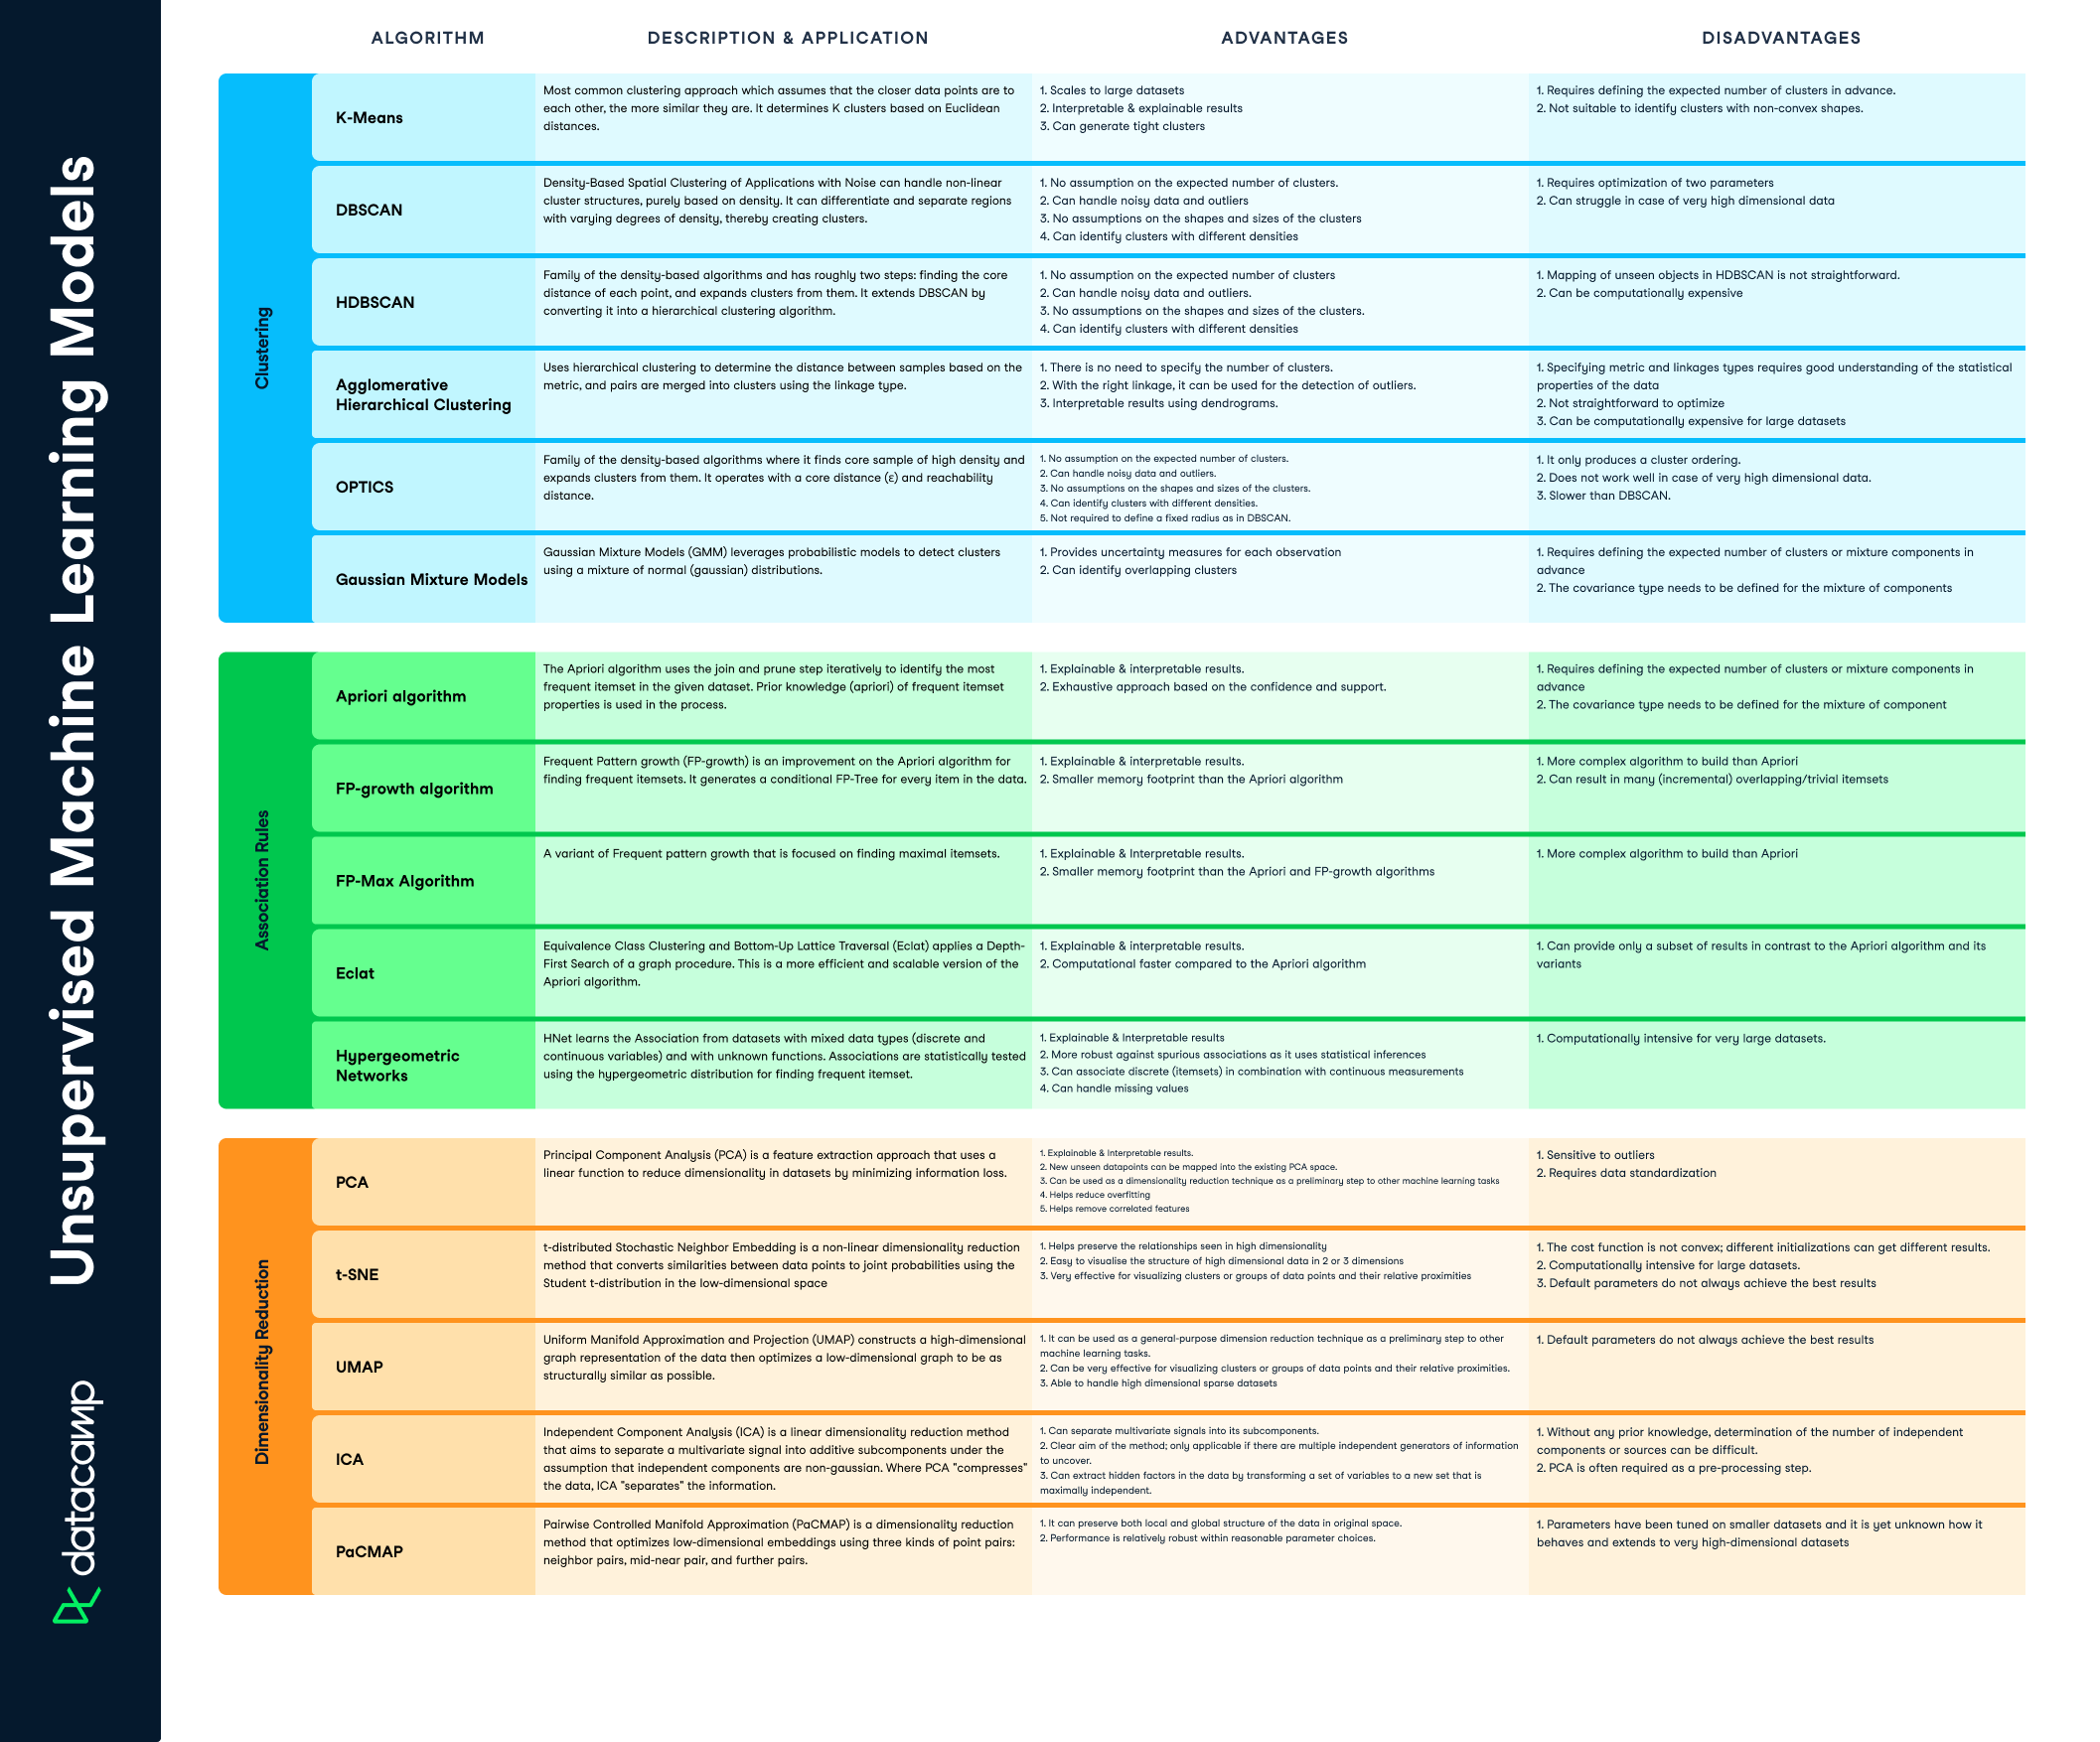 Unsupervised Machine Learning Models
datacamp
ALGORITHM
DESCRIPTION & APPLICATION
ADVANTAGES
DISADVANTAGES
Clustering
K-Means
Most common clustering approach which assumes that the closer data points are to
each other, the more similar they are. It determines K clusters based on Euclidean
distances.
1. Scales to large datasets
2. Interpretable & explainable results
3. Can generate tight clusters
1. Requires defining the expected number of clusters in advance.
2. Not suitable to identify clusters with non-convex shapes.
DBSCAN
Density-Based Spatial Clustering of Applications with Noise can handle non-linear
cluster structures, purely based on density. It can differentiate and separate regions
with varying degrees of density, thereby creating clusters.
1. No assumption on the expected number of clusters.
2. Can handle noisy data and outliers
3. No assumptions on the shapes and sizes of the clusters
4. Can identify clusters with different densities
1. Requires optimization of two parameters
2. Can struggle in case of very high dimensional data
HDBSCAN
Family of the density-based algorithms and has roughly two steps: finding the core
distance of each point, and expands clusters from them. It extends DBSCAN by
converting it into a hierarchical clustering algorithm.
1. No assumption on the expected number of clusters
2. Can handle noisy data and outliers.
3. No assumptions on the shapes and sizes of the clusters.
4. Can identify clusters with different densities
1. Mapping of unseen objects in HDBSCAN is not straightforward.
2. Can be computationally expensive
Agglomerative
Hierarchical Clustering
Uses hierarchical clustering to determine the distance between samples based on the
metric, and pairs are merged into clusters using the linkage type.
1. There is no need to specify the number of clusters.
2. With the right linkage, it can be used for the detection of outliers.
3. Interpretable results using dendrograms.
1. Specifying metric and linkages types requires good understanding of the statistical
properties of the data
2. Not straightforward to optimize
3. Can be computationally expensive for large datasets
OPTICS
Family of the density-based algorithms where it finds core sample of high density and
expands clusters from them. It operates with a core distance (ε) and reachability
distance.
1. No assumption on the expected number of clusters.
2. Can handle noisy data and outliers.
3. No assumptions on the shapes and sizes of the clusters.
4. Can identify clusters with different densities.
5. Not required to define a fixed radius as in DBSCAN.
1. It only produces a cluster ordering.
2. Does not work well in case of very high dimensional data.
3. Slower than DBSCAN.
Gaussian Mixture Models
Gaussian Mixture Models (GMM) leverages probabilistic models to detect clusters
using a mixture of normal (gaussian) distributions.
1. Provides uncertainty measures for each observation
2. Can identify overlapping clusters
1. Requires defining the expected number of clusters or mixture components in
advance
2. The covariance type needs to be defined for the mixture of components
Association Rules
Apriori algorithm
The Apriori algorithm uses the join and prune step iteratively to identify the most
frequent itemset in the given dataset. Prior knowledge (apriori) of frequent itemset
properties is used in the process.
1. Explainable & interpretable results.
2. Exhaustive approach based on the confidence and support.
1. Requires defining the expected number of clusters or mixture components in
advance
2. The covariance type needs to be defined for the mixture of component
FP-growth algorithm
Frequent Pattern growth (FP-growth) is an improvement on the Apriori algorithm for
finding frequent itemsets. It generates a conditional FP-Tree for every item in the data.
1. Explainable & interpretable results.
2. Smaller memory footprint than the Apriori algorithm
1. More complex algorithm to build than Apriori
2. Can result in many (incremental) overlapping/trivial itemsets
FP-Max Algorithm
A variant of Frequent pattern growth that is focused on finding maximal itemsets.
1. Explainable & Interpretable results.
2. Smaller memory footprint than the Apriori and FP-growth algorithms
1. More complex algorithm to build than Apriori
Eclat
Equivalence Class Clustering and Bottom-Up Lattice Traversal (Eclat) applies a Depth-
First Search of a graph procedure. This is a more efficient and scalable version of the
Apriori algorithm.
1. Explainable & interpretable results.
2. Computational faster compared to the Apriori algorithm
1. Can provide only a subset of results in contrast to the Apriori algorithm and its
variants
Hypergeometric
Networks
HNet learns the Association from datasets with mixed data types (discrete and
continuous variables) and with unknown functions. Associations are statistically tested
using the hypergeometric distribution for finding frequent itemset.
1. Explainable & Interpretable results
2. More robust against spurious associations as it uses statistical inferences
3. Can associate discrete (itemsets) in combination with continuous measurements
4. Can handle missing values
1. Computationally intensive for very large datasets.
Dimensionality Reduction
PCA
Principal Component Analysis (PCA) is a feature extraction approach that uses a
linear function to reduce dimensionality in datasets by minimizing information loss.
1. Explainable & Interpretable results.
2. New unseen datapoints can be mapped into the existing PCA space.
3. Can be used as a dimensionality reduction technique as a preliminary step to other machine learning tasks
4. Helps reduce overfitting
5. Helps remove correlated features
1. Sensitive to outliers
2. Requires data standardization
t-SNE
t-distributed Stochastic Neighbor Embedding is a non-linear dimensionality reduction
method that converts similarities between data points to joint probabilities using the
Student t-distribution in the low-dimensional space
1. Helps preserve the relationships seen in high dimensionality
2. Easy to visualise the structure of high dimensional data in 2 or 3 dimensions
3. Very effective for visualizing clusters or groups of data points and their relative proximities
1. The cost function is not convex; different initializations can get different results.
2. Computationally intensive for large datasets.
3. Default parameters do not always achieve the best results
UMAP
Uniform Manifold Approximation and Projection (UMAP) constructs a high-dimensional
graph representation of the data then optimizes a low-dimensional graph to be as
structurally similar as possible.
1. It can be used as a general-purpose dimension reduction technique as a preliminary step to other
machine learning tasks.
2. Can be very effective for visualizing clusters or groups of data points and their relative proximities.
3. Able to handle high dimensional sparse datasets
1. Default parameters do not always achieve the best results
ICA
Independent Component Analysis (ICA) is a linear dimensionality reduction method
that aims to separate a multivariate signal into additive subcomponents under the
assumption that independent components are non-gaussian. Where PCA "compresses"
the data, ICA "separates" the information.
1. Can separate multivariate signals into its subcomponents.
2. Clear aim of the method; only applicable if there are multiple independent generators of information
to uncover.
3. Can extract hidden factors in the data by transforming a set of variables to a new set that is
maximally independent.
1. Without any prior knowledge, determination of the number of independent
components or sources can be difficult.
2. PCA is often required as a pre-processing step.
PaCMAP
Pairwise Controlled Manifold Approximation (PaCMAP) is a dimensionality reduction
method that optimizes low-dimensional embeddings using three kinds of point pairs:
neighbor pairs, mid-near pair, and further pairs.
1. It can preserve both local and global structure of the data in original space.
2. Performance is relatively robust within reasonable parameter choices.
1. Parameters have been tuned on smaller datasets and it is yet unknown how it
behaves and extends to very high-dimensional datasets